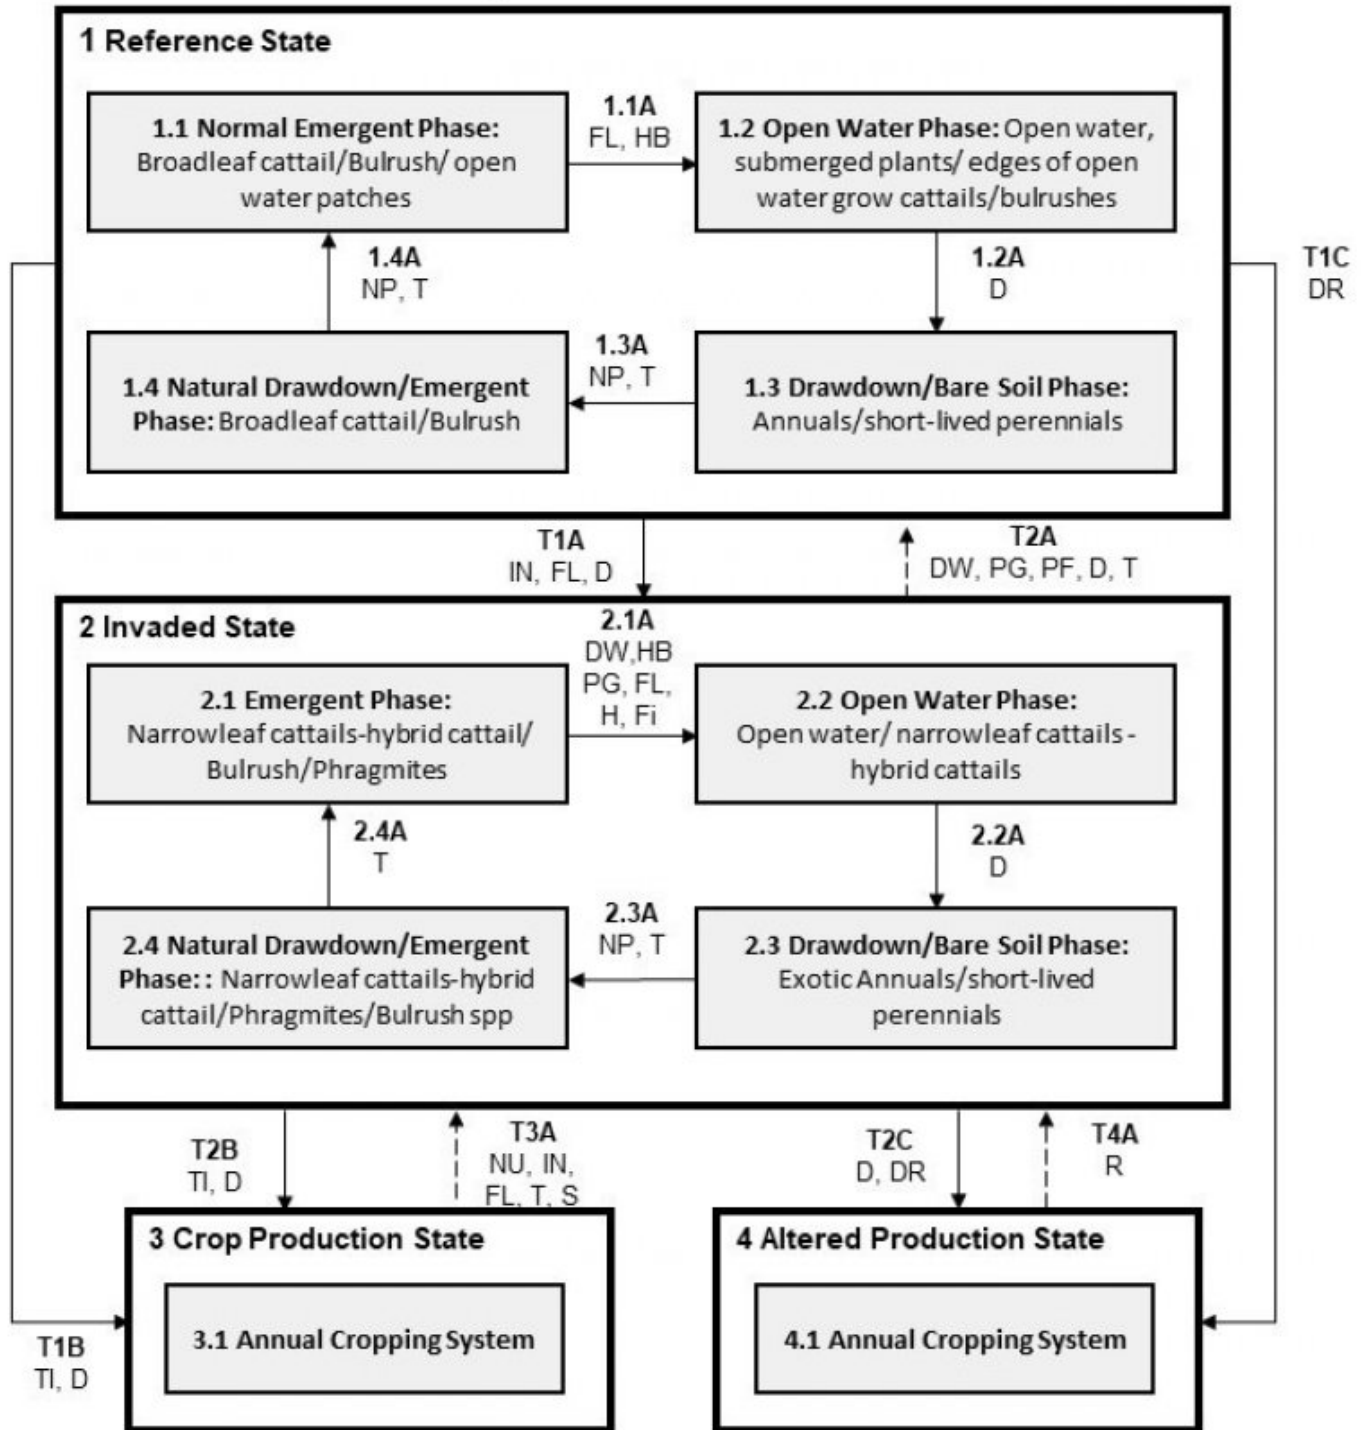 1 Reference State
1.1 Normal Emergent Phase:
Broadleaf cattail/Bulrush/ open
water patches
1.1A
FL, HB
1.2 Open Water Phase: Open water,
submerged plants/ edges of open
water grow cattails/bulrushes
1.4A
NP, T
1.2A
D
T1C
DR
1.4 Natural Drawdown/Emergent
Phase: Broadleaf cattail/Bulrush
1.3A
NP, T
1.3 Drawdown/Bare Soil Phase:
Annuals/short-lived perennials
T1A
IN, FL, D
T2A
DW, PG, PF, D, T
2 Invaded State
2.1 Emergent Phase:
Narrowleaf cattails-hybrid cattail/
Bulrush/Phragmites
2.1A
DW,HB
PG, FL,
H, Fi
2.2 Open Water Phase:
Open water/ narrowleaf cattails -
hybrid cattails
2.4A
T
2.2A
D
2.4 Natural Drawdown/Emergent
Phase:: Narrowleaf cattails-hybrid
cattail/Phragmites/Bulrush spp
2.3A
NP, T
2.3 Drawdown/Bare Soil Phase:
Exotic Annuals/short-lived
perennials
T2B
TI, D
T3A
NU, IN,
FL, T, S
T2C
D, DR
T4A
R
3 Crop Production State
3.1 Annual Cropping System
4 Altered Production State
4.1 Annual Cropping System
T1B
TI, D